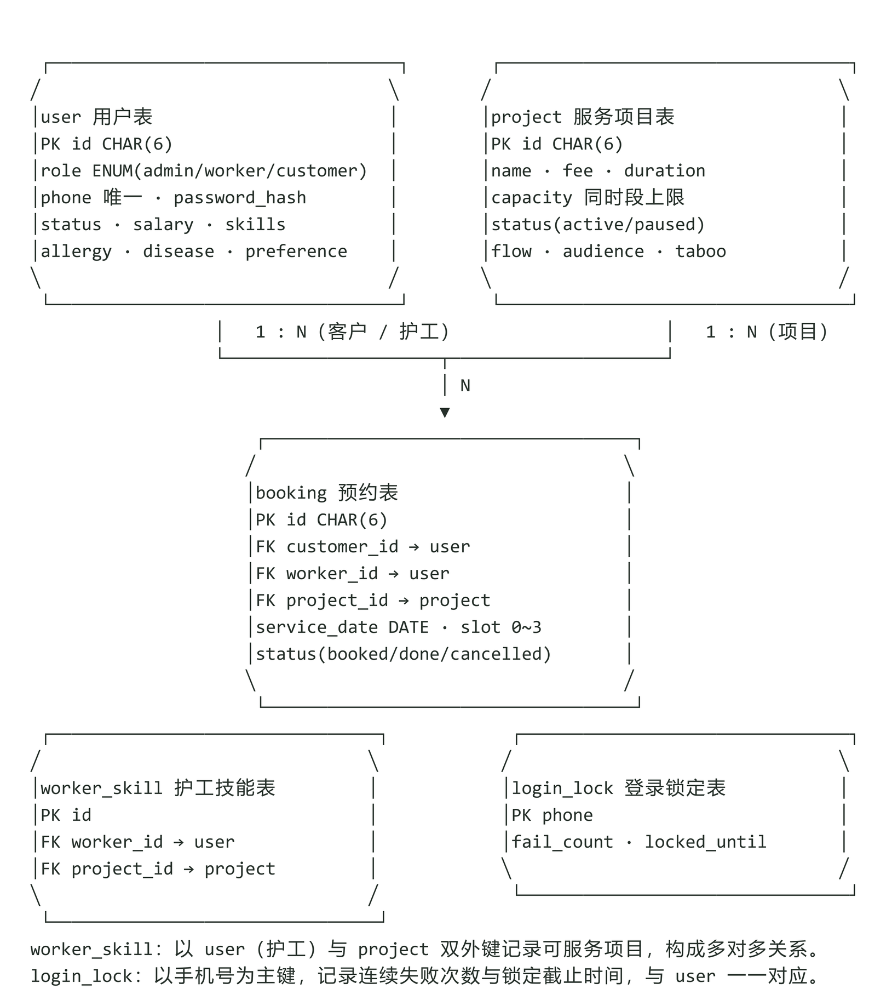 user 用户表
PK id CHAR(6)
role ENUM(admin/worker/customer)
phone 唯一 · password_hash
status · salary · skills
allergy · disease · preference
project 服务项目表
PK id CHAR(6)
name · fee · duration
capacity 同时段上限
status(active/paused)
flow · audience · taboo
1 : N (客户 / 护工)
1 : N (项目)
N
booking 预约表
PK id CHAR(6)
FK customer_id → user
FK worker_id → user
FK project_id → project
service_date DATE · slot 0~3
status(booked/done/cancelled)
worker_skill 护工技能表
PK id
FK worker_id → user
FK project_id → project
login_lock 登录锁定表
PK phone
fail_count · locked_until
worker_skill：以 user（护工）与 project 双外键记录可服务项目，构成多对多关系。
login_lock：以手机号为主键，记录连续失败次数与锁定截止时间，与 user 一一对应。